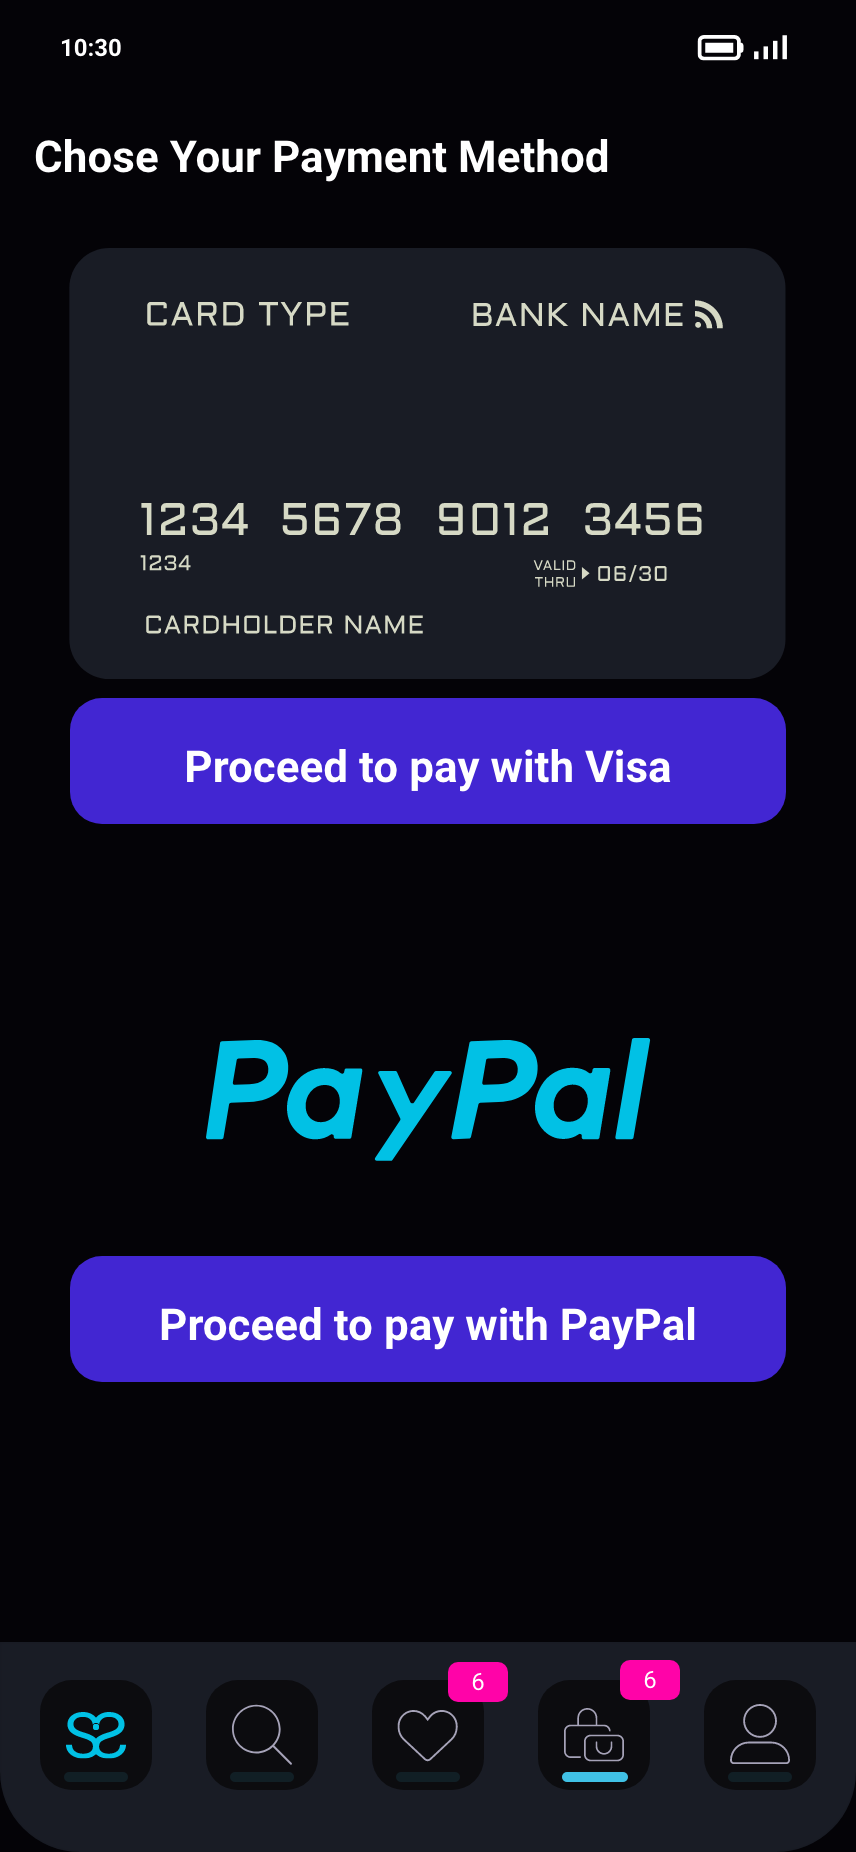 10:30
Chose Your Payment Method
CARD TYPE BANK NAME
1234 5678 9012 3456
1234
VALID THRU 06/30
CARDHOLDER NAME
Proceed to pay with Visa
PayPal
Proceed to pay with PayPal
6 6